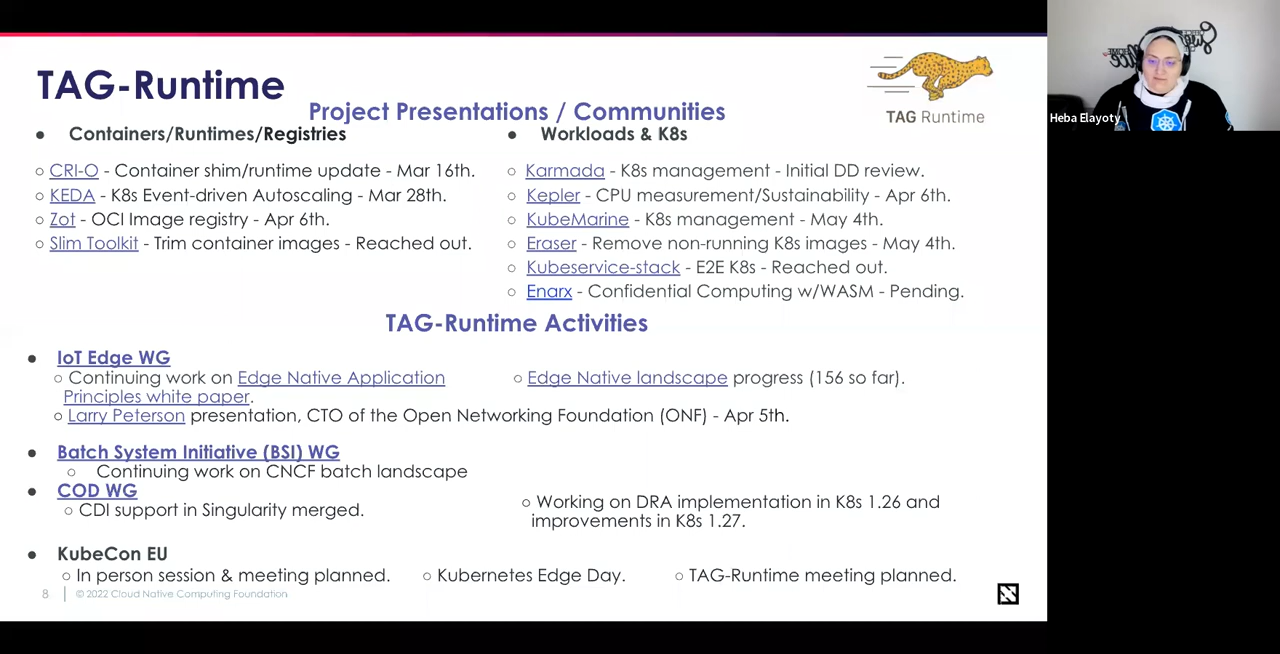 TAG-Runtime
Project Presentations / Communities
TAG Runtime
● Containers/Runtimes/Registries
○ CRI-O - Container shim/runtime update - Mar 16th.
○ KEDA - K8s Event-driven Autoscaling - Mar 28th.
○ Zot - OCI Image registry - Apr 6th.
○ Slim Toolkit - Trim container images - Reached out.
● Workloads & K8s
○ Karmada - K8s management - Initial DD review.
○ Kepler - CPU measurement/Sustainability - Apr 6th.
○ KubeMarine - K8s management - May 4th.
○ Eraser - Remove non-running K8s images - May 4th.
○ Kubeservice-stack - E2E K8s - Reached out.
○ Enarx - Confidential Computing w/WASM - Pending.
TAG-Runtime Activities
● IoT Edge WG
○ Continuing work on Edge Native Application
Principles white paper.
○ Edge Native landscape progress (156 so far).
○ Larry Peterson presentation, CTO of the Open Networking Foundation (ONF) - Apr 5th.
● Batch System Initiative (BSI) WG
○ Continuing work on CNCF batch landscape
● COD WG
○ CDI support in Singularity merged.
○ Working on DRA implementation in K8s 1.26 and
improvements in K8s 1.27.
● KubeCon EU
○ In person session & meeting planned.
○ Kubernetes Edge Day.
○ TAG-Runtime meeting planned.
8 | © 2022 Cloud Native Computing Foundation
Heba Elayoty